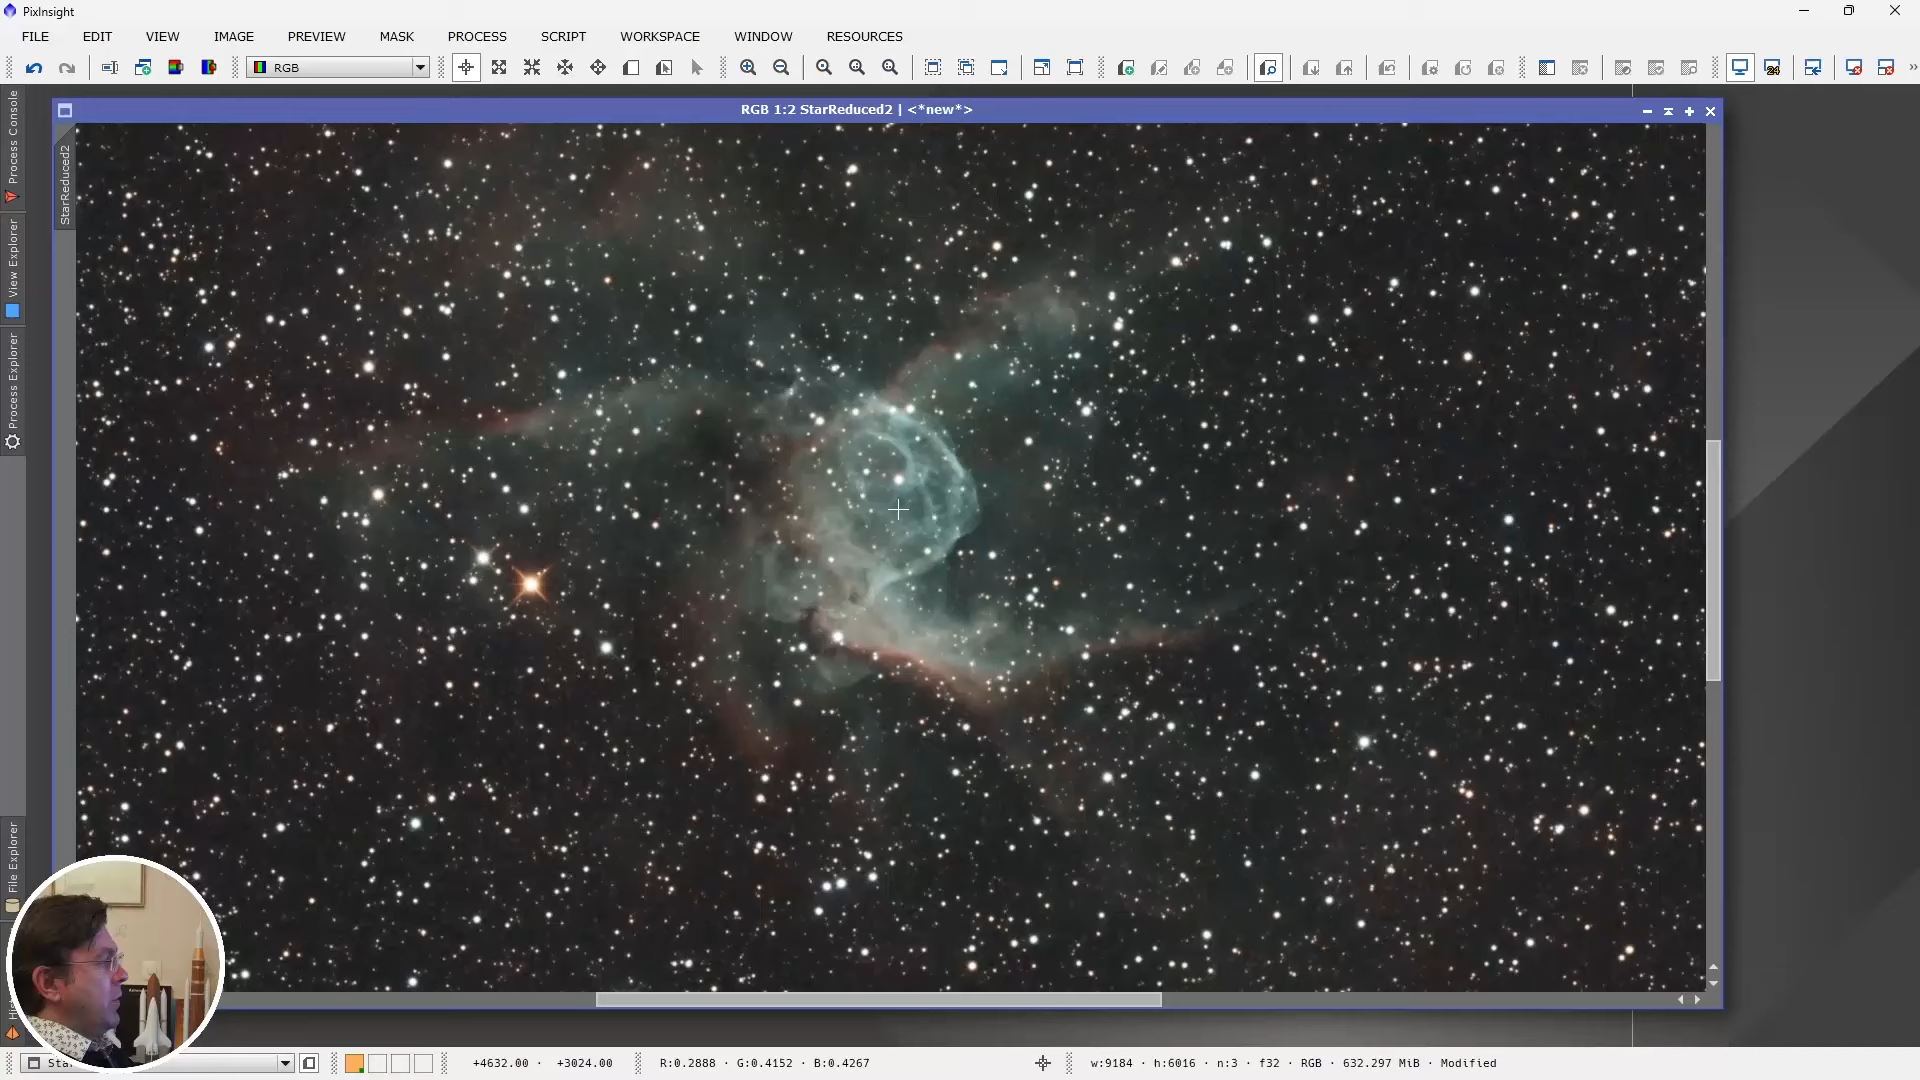 PixInsight
FILE EDIT VIEW IMAGE PREVIEW MASK PROCESS SCRIPT WORKSPACE WINDOW RESOURCES
RGB
24
RGB 1:2 StarReduced2 | <*new*>
StarReduced2
Process Console
View Explorer
Process Explorer
File Explorer
+4632.00 · +3024.00
R:0.2888 · G:0.4152 · B:0.4267
w:9184 · h:6016 · n:3 · f32 · RGB · 632.297 MiB · Modified